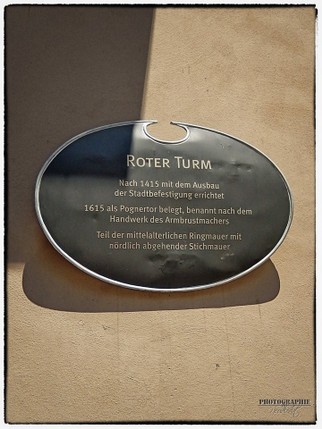 ROTER TURM
Nach 1415 mit dem Ausbau
der Stadtbefestigung errichtet
1615 als Pognertor belegt, benannt nach dem
Handwerk des Armbrustmachers
Teil der mittelalterlichen Ringmauer mit
nördlich abgehender Stichmauer
PHOTOGRAPHIE